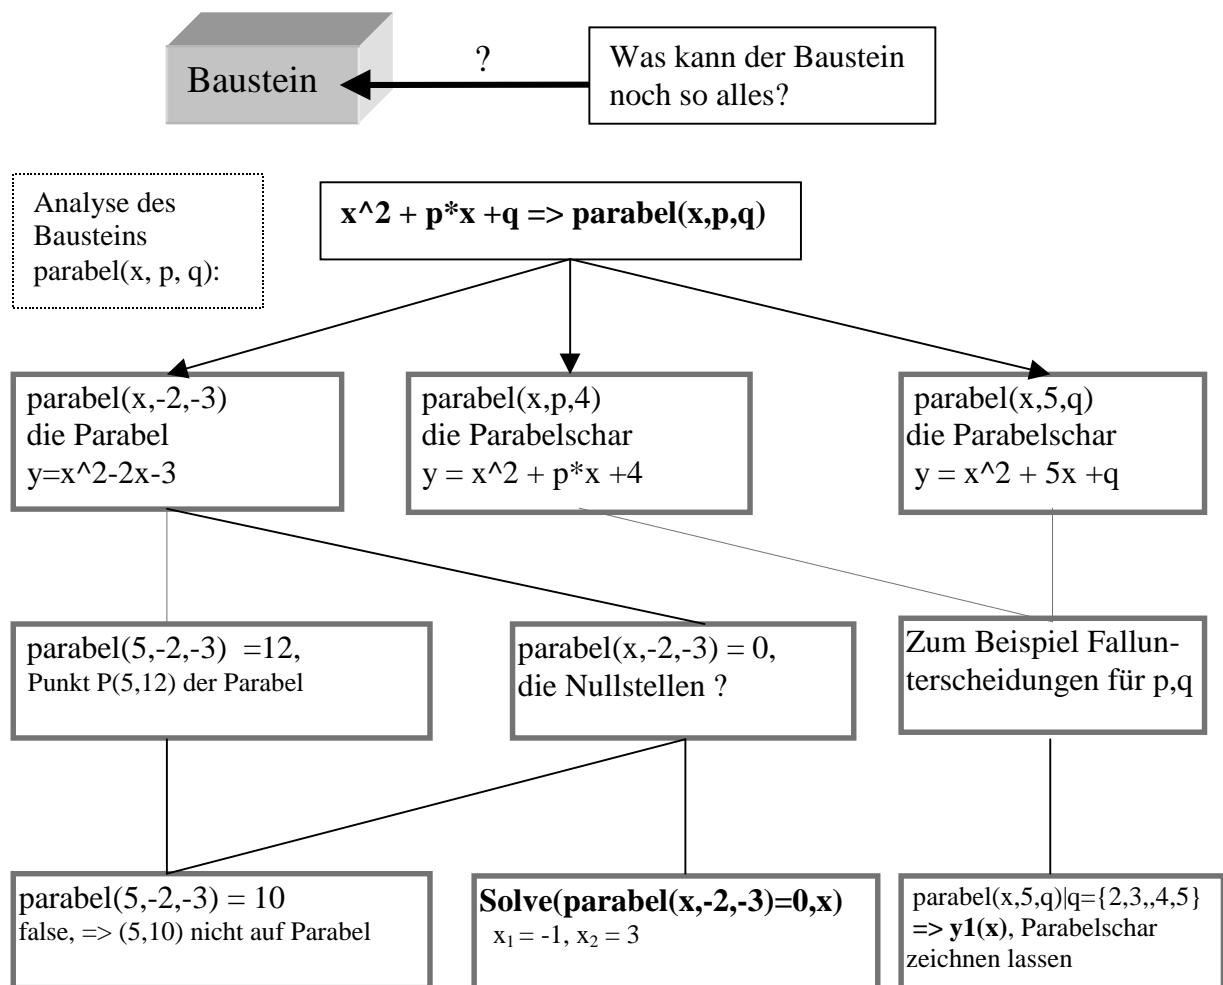 Baustein
?
Was kann der Baustein
noch so alles?
Analyse des
Bausteins
parabel(x, p, q):
x^2 + p*x +q => parabel(x,p,q)
parabel(x,-2,-3)
die Parabel
y=x^2-2x-3
parabel(x,p,4)
die Parabelschar
y = x^2 + p*x +4
parabel(x,5,q)
die Parabelschar
y = x^2 + 5x +q
parabel(5,-2,-3)  =12,
Punkt P(5,12) der Parabel
parabel(x,-2,-3) = 0,
die Nullstellen ?
Zum Beispiel Fallun-
terscheidungen für p,q
parabel(5,-2,-3) = 10
false, => (5,10) nicht auf Parabel
Solve(parabel(x,-2,-3)=0,x)
x₁ = -1, x₂ = 3
parabel(x,5,q)|q={2,3,,4,5}
=> y1(x), Parabelschar
zeichnen lassen